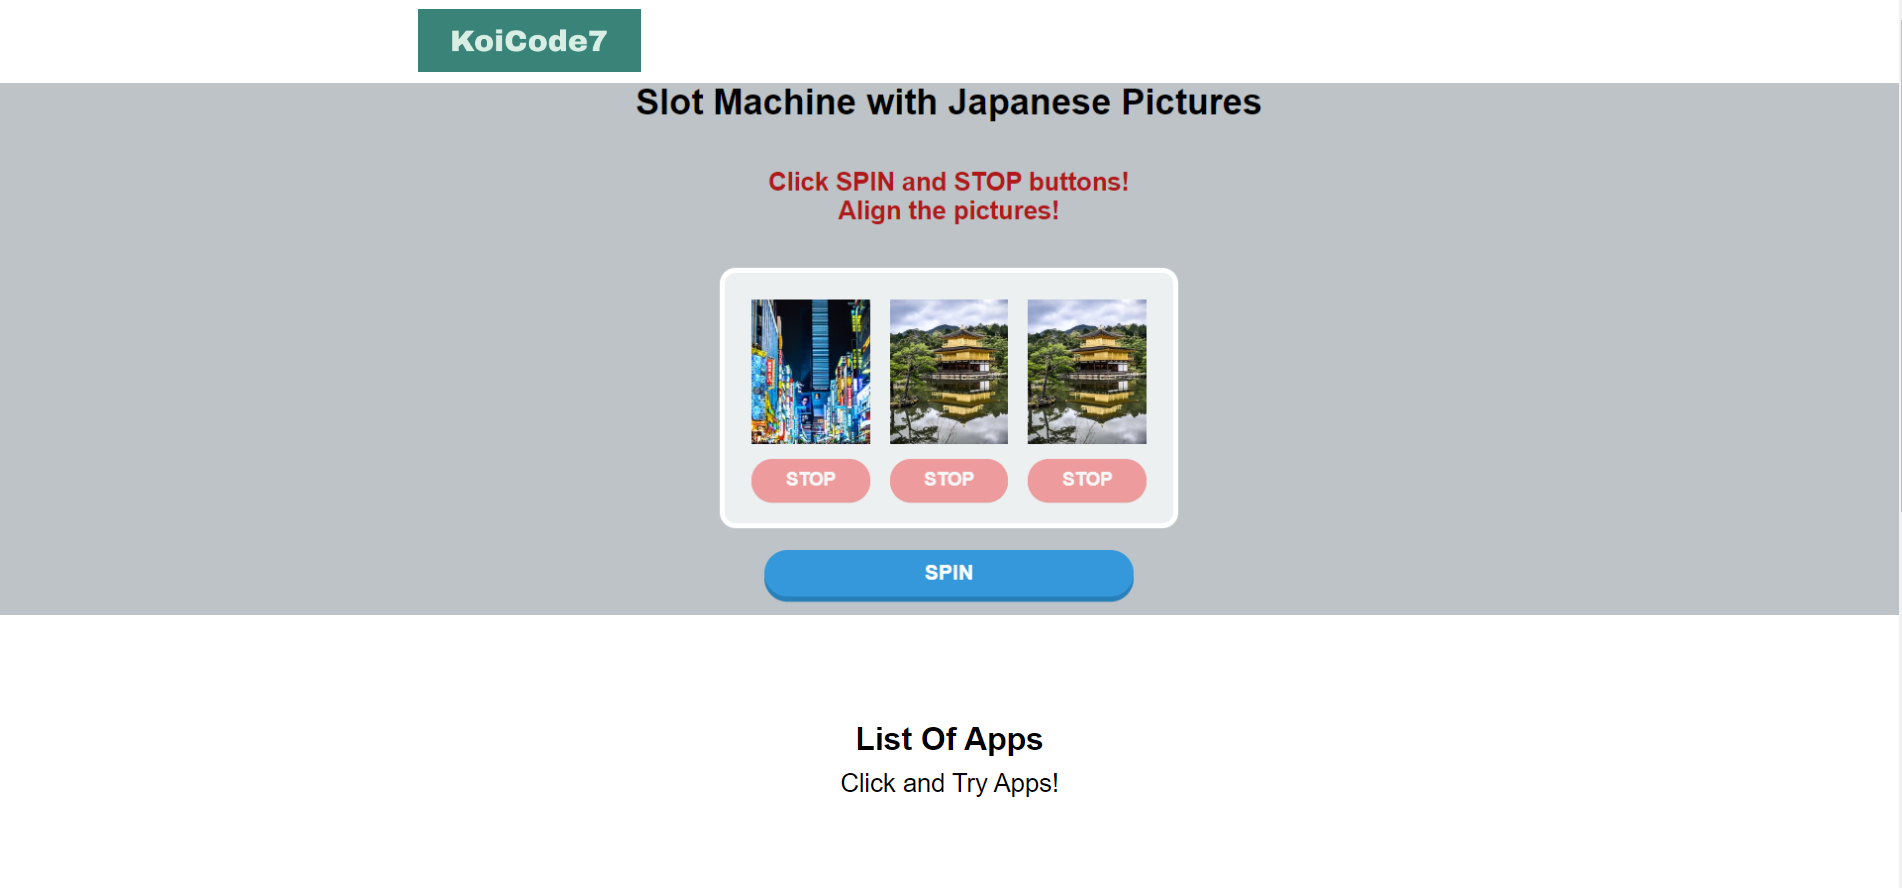 KoiCode7
Slot Machine with Japanese Pictures
Click SPIN and STOP buttons!
Align the pictures!
STOP STOP STOP
SPIN
List Of Apps
Click and Try Apps!